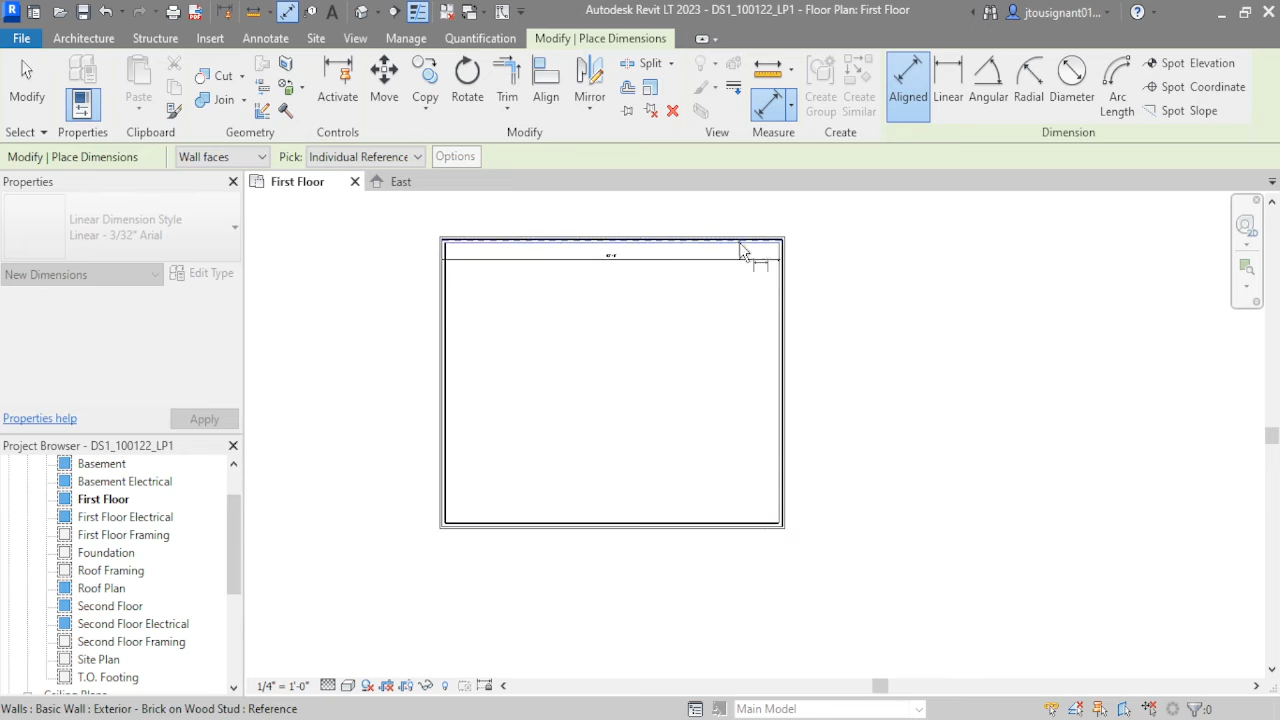 Autodesk Revit LT 2023 - DS1_100122_LP1 - Floor Plan: First Floor
jtousignant01...
File Architecture Structure Insert Annotate Site View Manage Quantification Modify | Place Dimensions
Modify Paste Cut Join Activate Move Copy Rotate Trim Align Mirror Split Create Group Create Similar Aligned Linear Angular Radial Diameter Arc Length Spot Elevation Spot Coordinate Spot Slope
Select Properties Clipboard Geometry Controls Modify View Measure Create Dimension
Modify | Place Dimensions Wall faces Pick: Individual Reference Options
Properties
First Floor
East
Linear Dimension Style
Linear - 3/32" Arial
New Dimensions
Edit Type
Properties help
Apply
Project Browser - DS1_100122_LP1
Basement
Basement Electrical
First Floor
First Floor Electrical
First Floor Framing
Foundation
Roof Framing
Roof Plan
Second Floor
Second Floor Electrical
Second Floor Framing
Site Plan
T.O. Footing
Ceiling Plans
1/4" = 1'-0"
Walls : Basic Wall : Exterior - Brick on Wood Stud : Reference
Main Model
:0